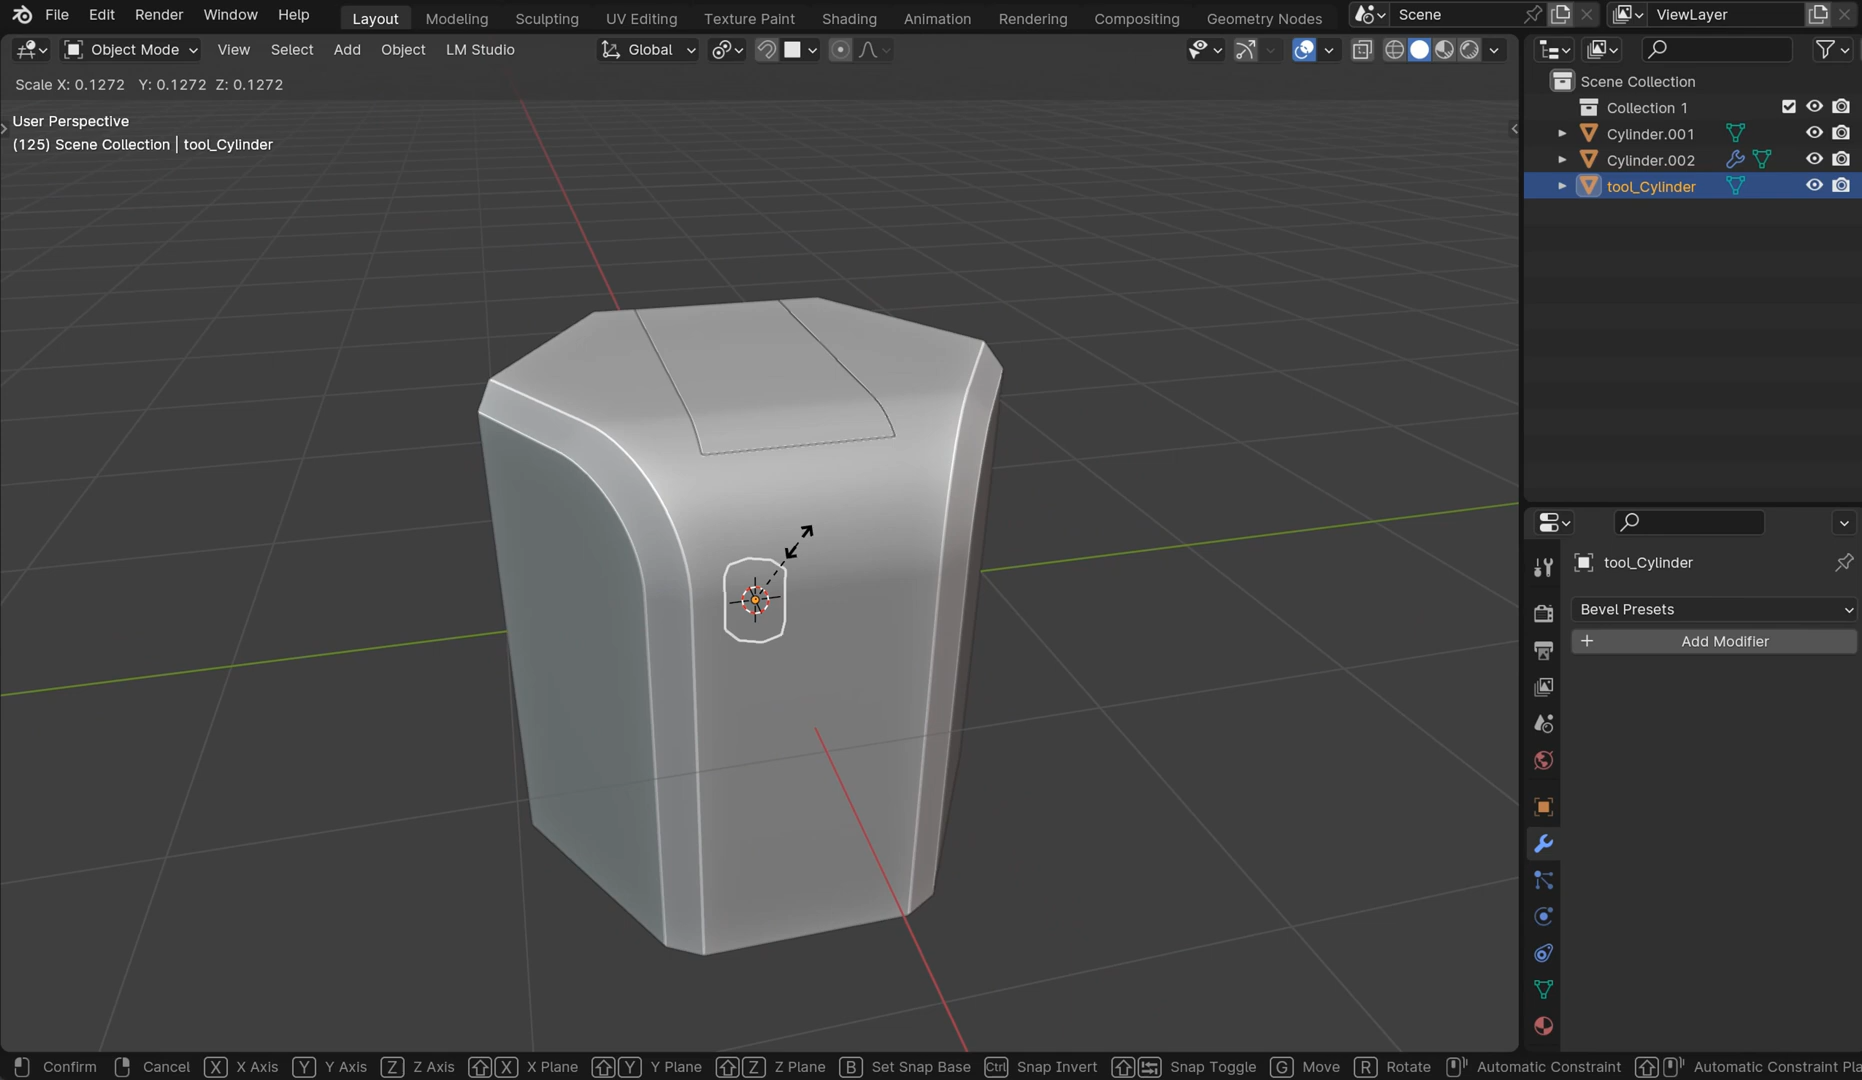 File Edit Render Window Help Layout Modeling Sculpting UV Editing Texture Paint Shading Animation Rendering Compositing Geometry Nodes Scene ViewLayer
Object Mode View Select Add Object LM Studio Global
Scale X: 0.1272 Y: 0.1272 Z: 0.1272
User Perspective
(125) Scene Collection | tool_Cylinder
Scene Collection
Collection 1
Cylinder.001
Cylinder.002
tool_Cylinder
tool_Cylinder
Bevel Presets
+ Add Modifier
Confirm Cancel X X Axis Y Y Axis Z Z Axis X X Plane Y Y Plane Z Z Plane B Set Snap Base Ctrl Snap Invert Snap Toggle G Move R Rotate Automatic Constraint Automatic Constraint Pla